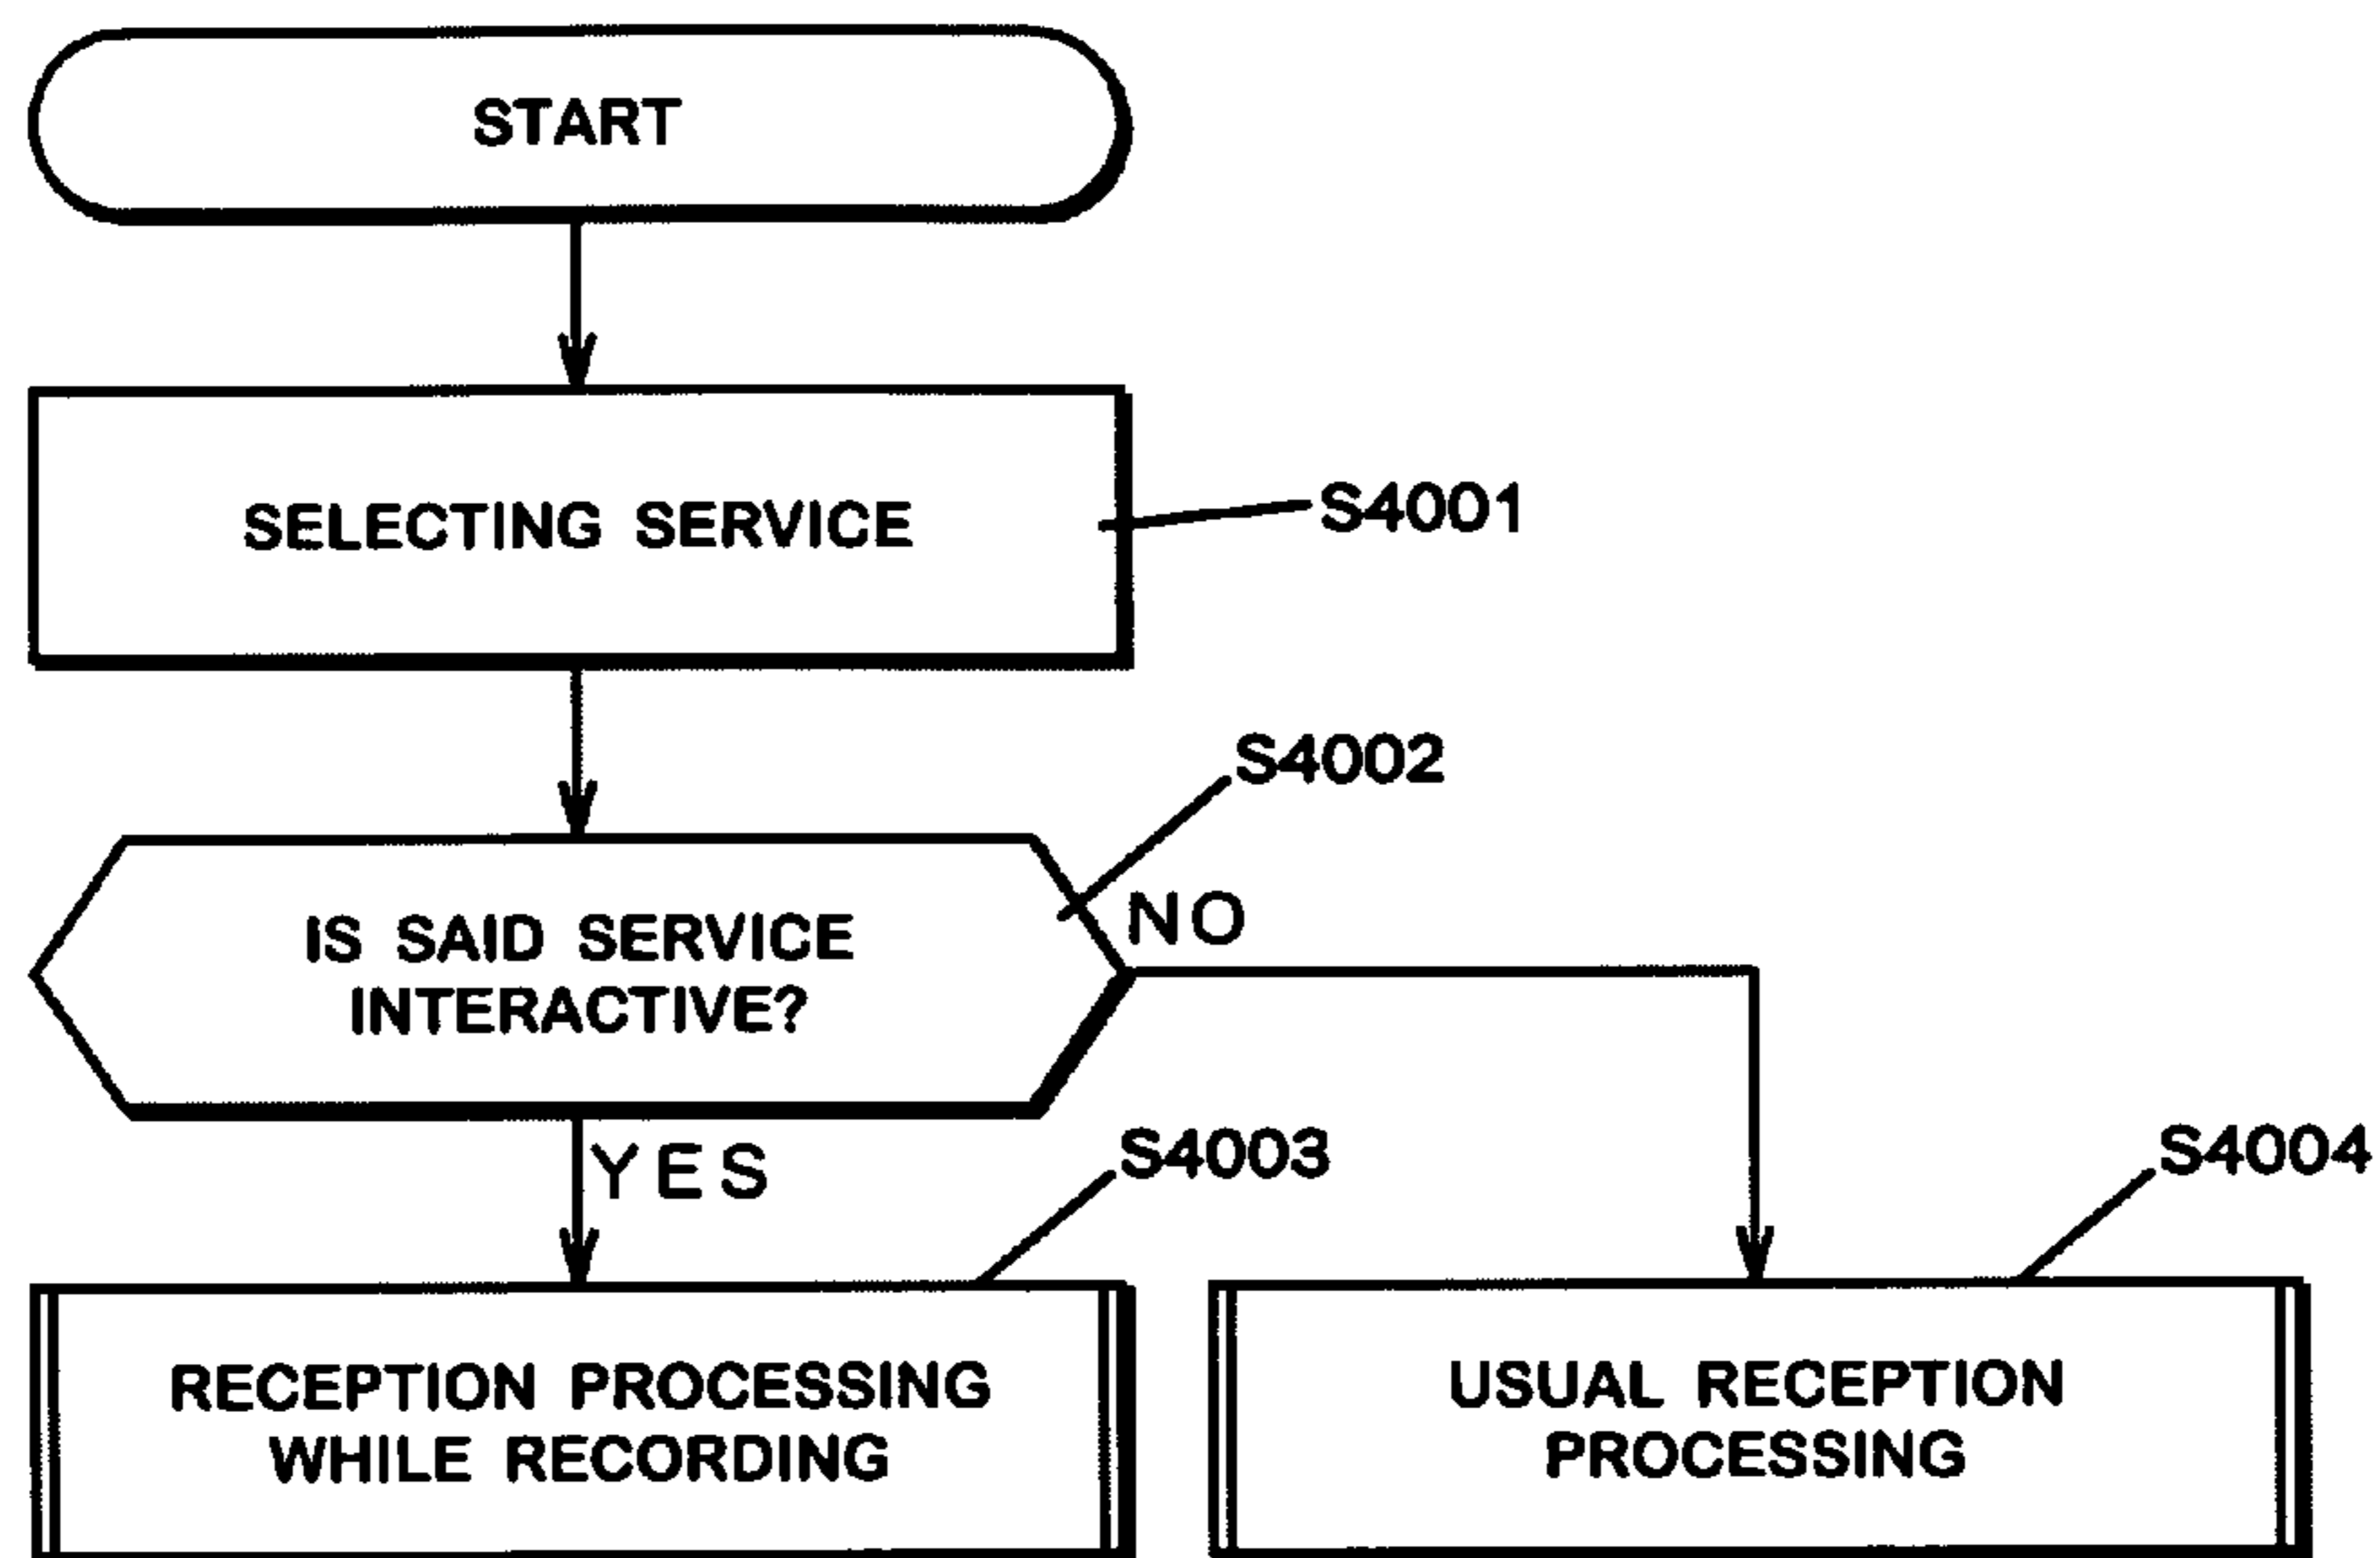 START
SELECTING SERVICE
S4001
S4002
IS SAID SERVICE
INTERACTIVE?
NO
YES
S4003
S4004
RECEPTION PROCESSING
WHILE RECORDING
USUAL RECEPTION
PROCESSING